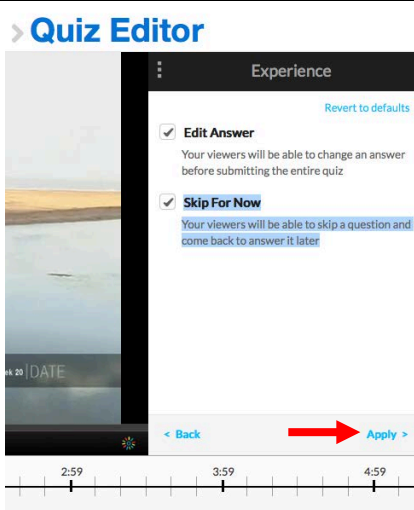 > Quiz Editor
Experience
Revert to defaults
Edit Answer
Your viewers will be able to change an answer
before submitting the entire quiz
Skip For Now
Your viewers will be able to skip a question and
come back to answer it later
ek 20 | DATE
< Back
Apply >
2:59
3:59
4:59